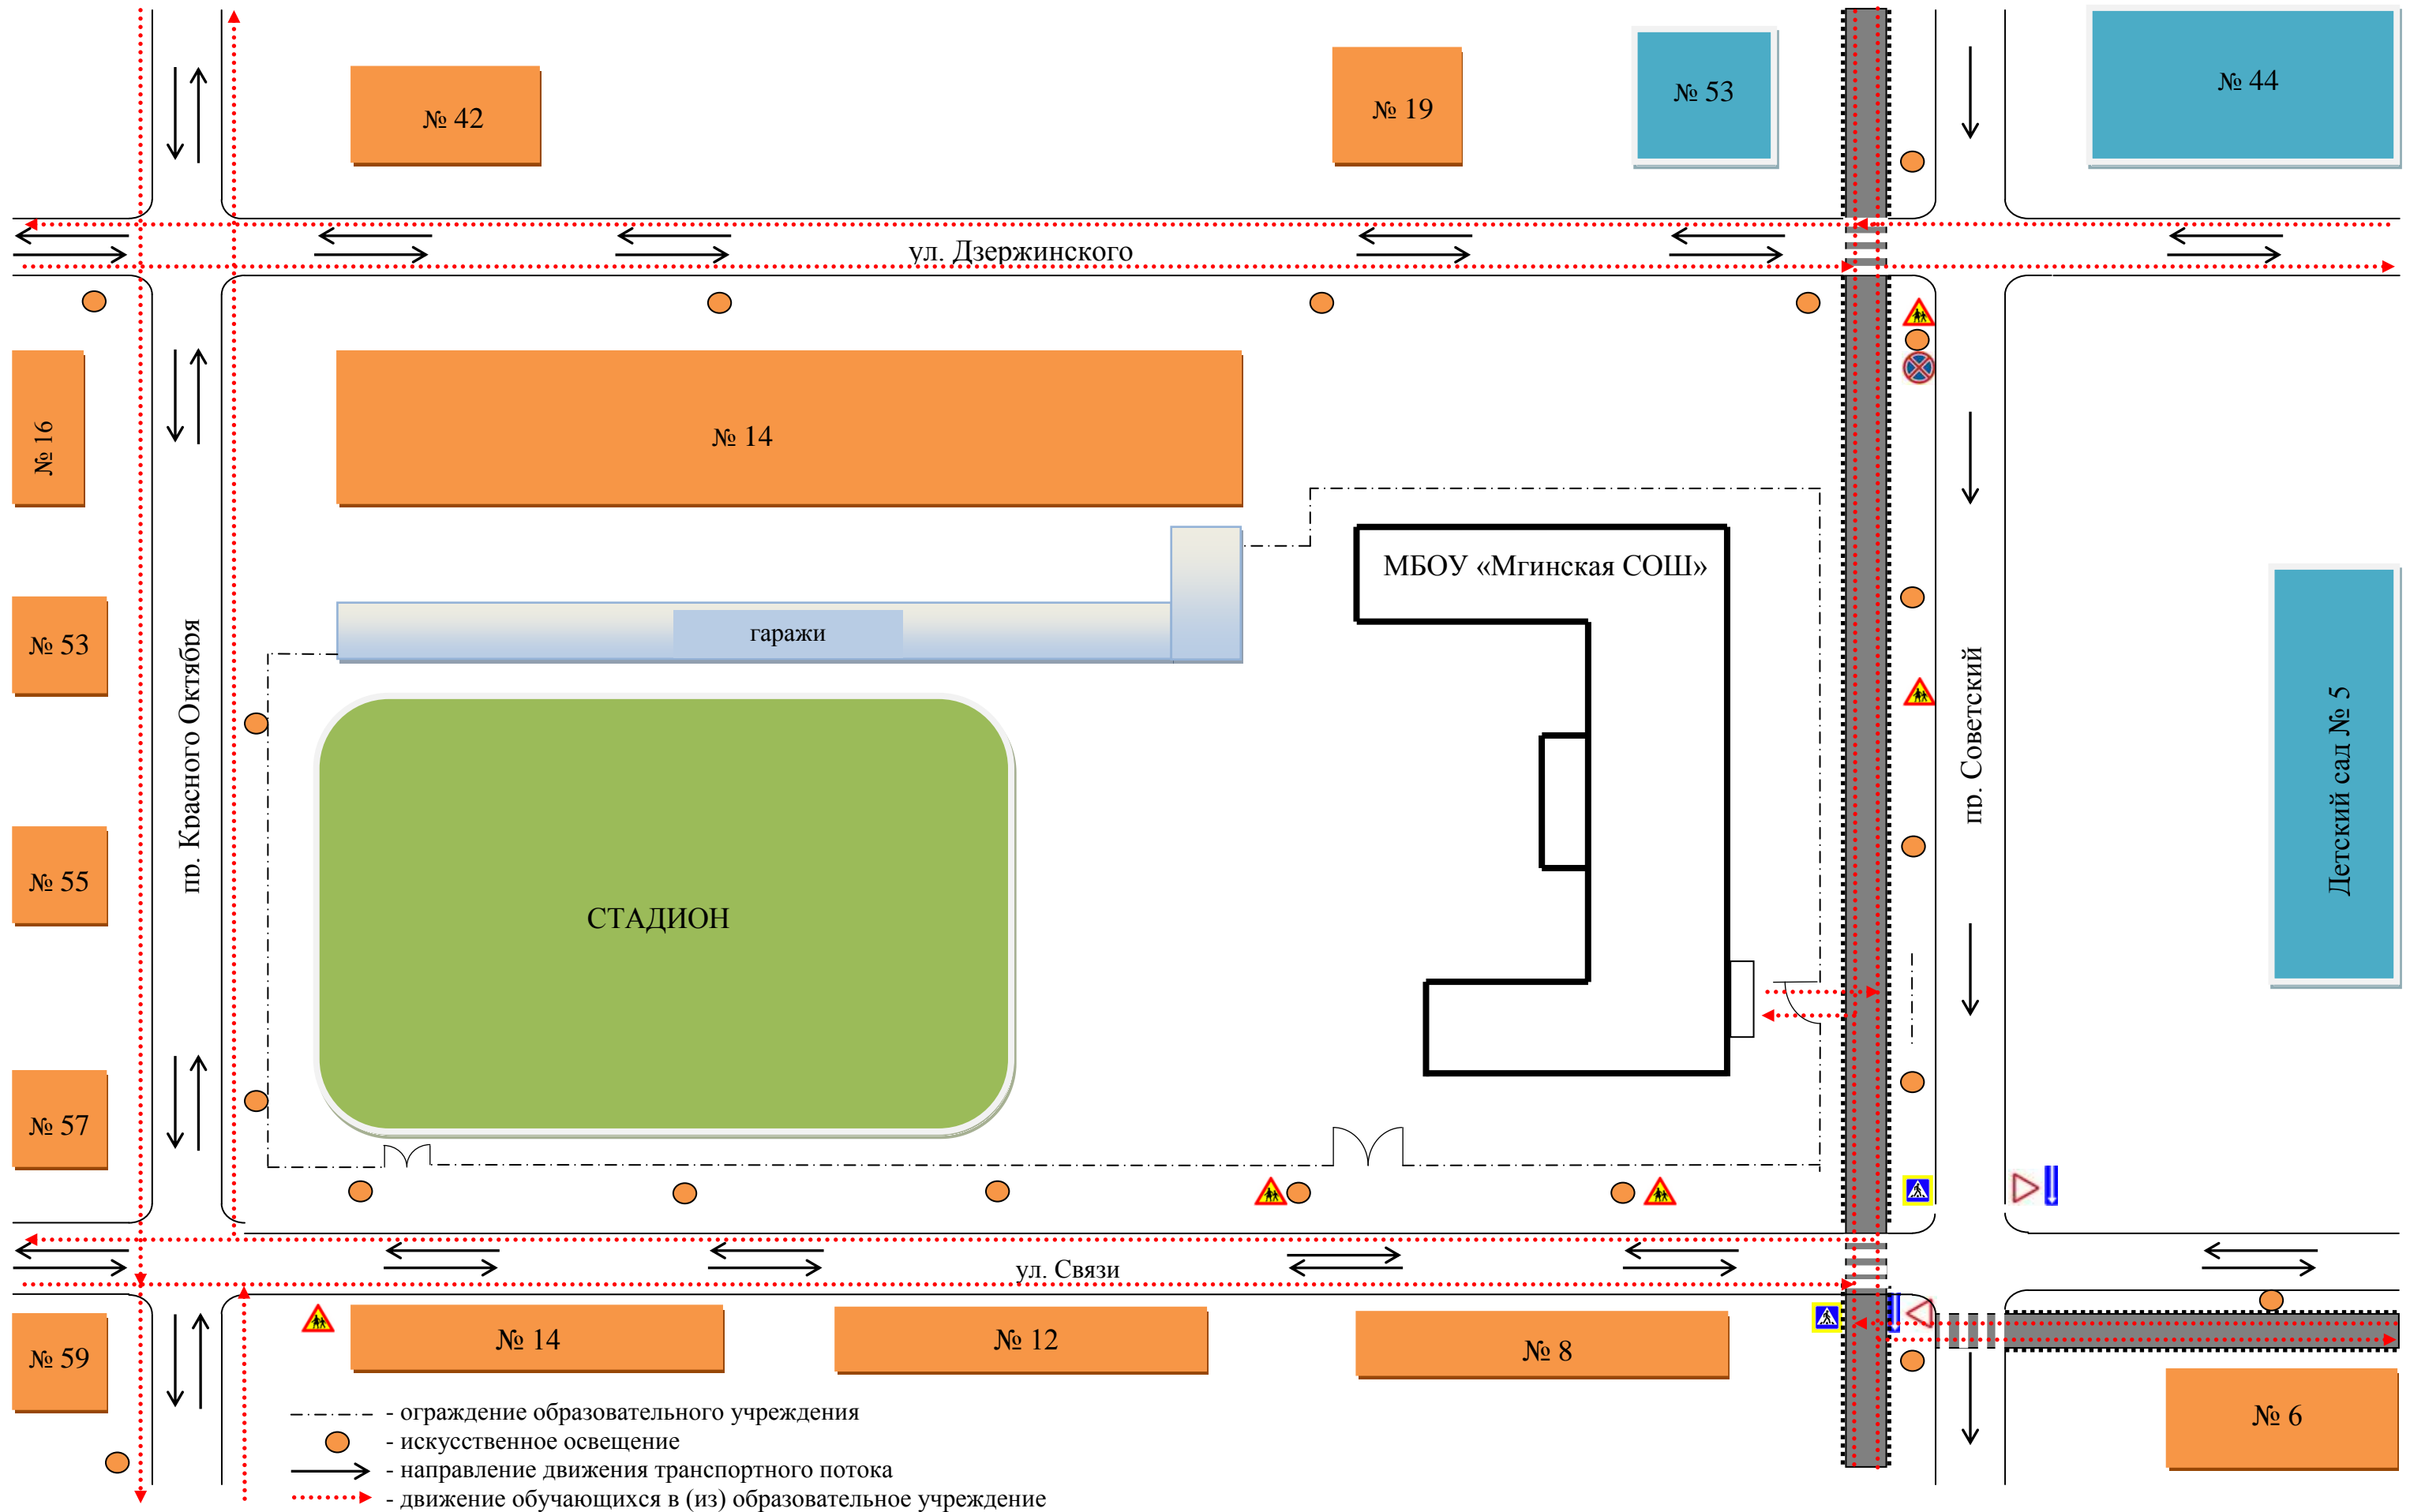 № 42
№ 19
№ 53
№ 44
ул. Дзержинского
№ 16
№ 14
МБОУ «Мгинская СОШ»
гаражи
№ 53
пр. Красного Октября
пр. Советский
Детский сад № 5
№ 55
СТАДИОН
№ 57
ул. Связи
№ 59
№ 14
№ 12
№ 8
№ 6
- ограждение образовательного учреждения
- искусственное освещение
- направление движения транспортного потока
- движение обучающихся в (из) образовательное учреждение